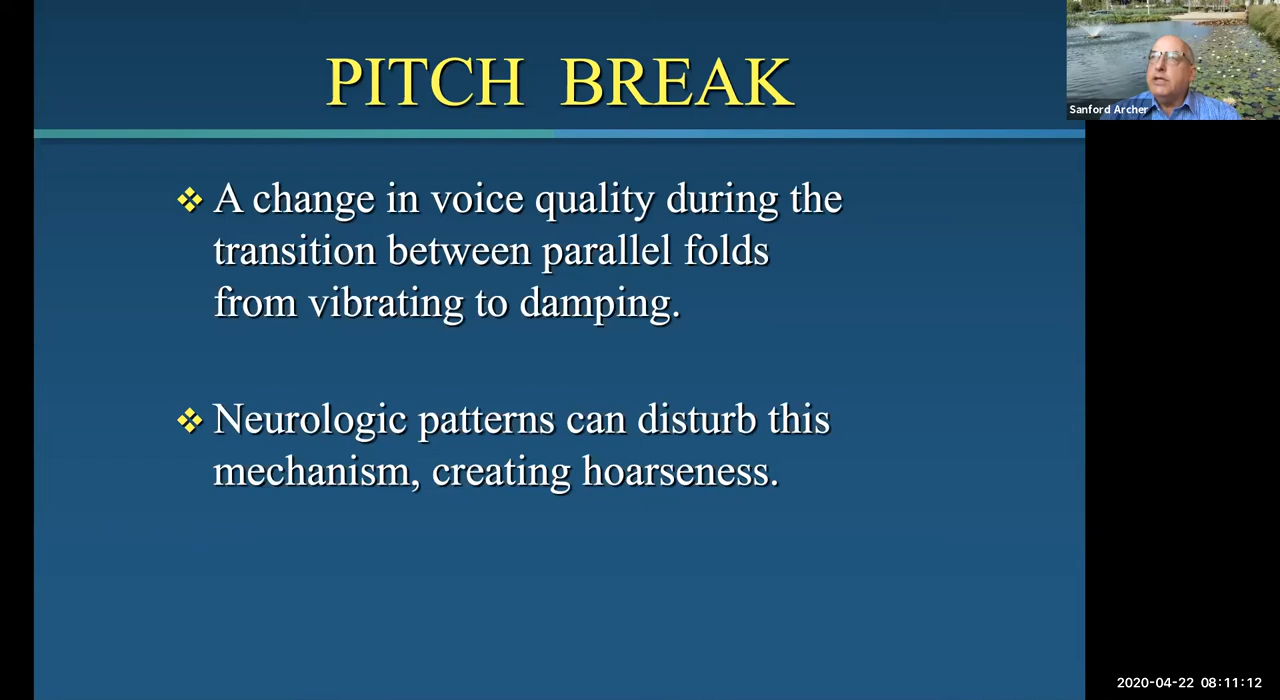 PITCH BREAK
Sanford Archer
A change in voice quality during the
transition between parallel folds
from vibrating to damping.
Neurologic patterns can disturb this
mechanism, creating hoarseness.
2020-04-22 08:11:12